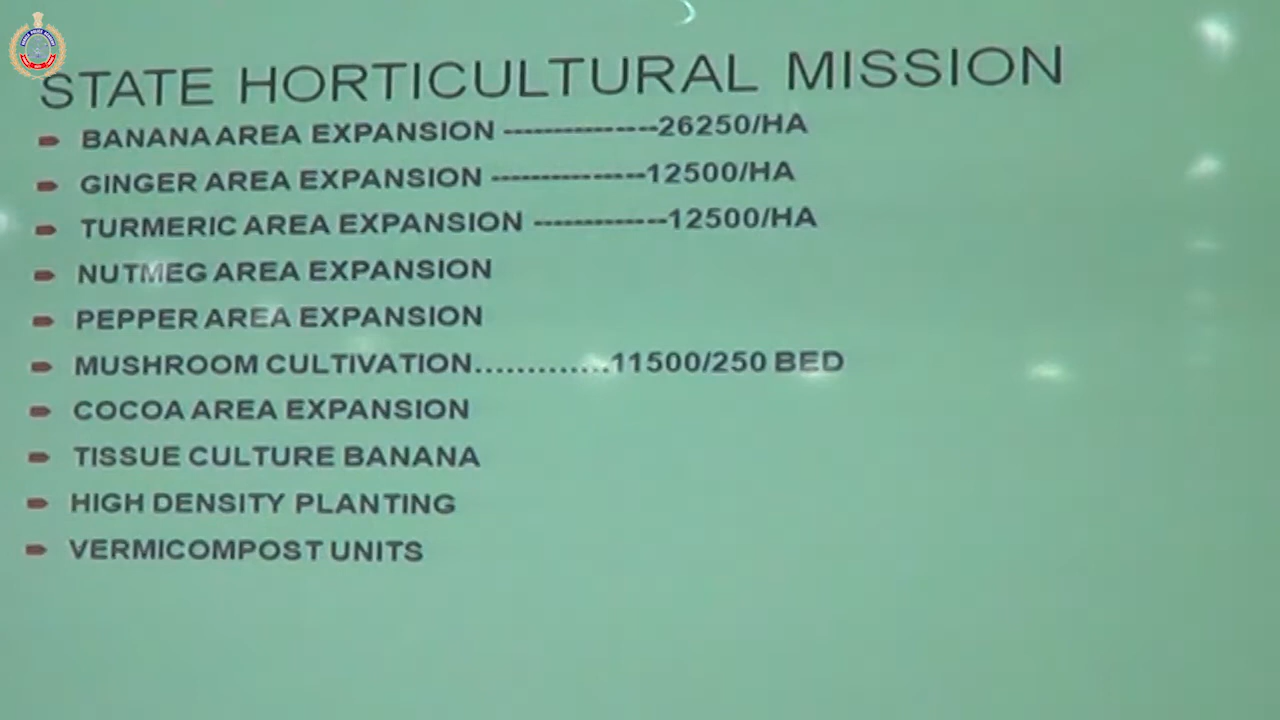 STATE HORTICULTURAL MISSION
BANANA AREA EXPANSION ---------------26250/HA
GINGER AREA EXPANSION ---------------12500/HA
TURMERIC AREA EXPANSION -------------12500/HA
NUTMEG AREA EXPANSION
PEPPER AREA EXPANSION
MUSHROOM CULTIVATION.............11500/250 BED
COCOA AREA EXPANSION
TISSUE CULTURE BANANA
HIGH DENSITY PLANTING
VERMICOMPOST UNITS